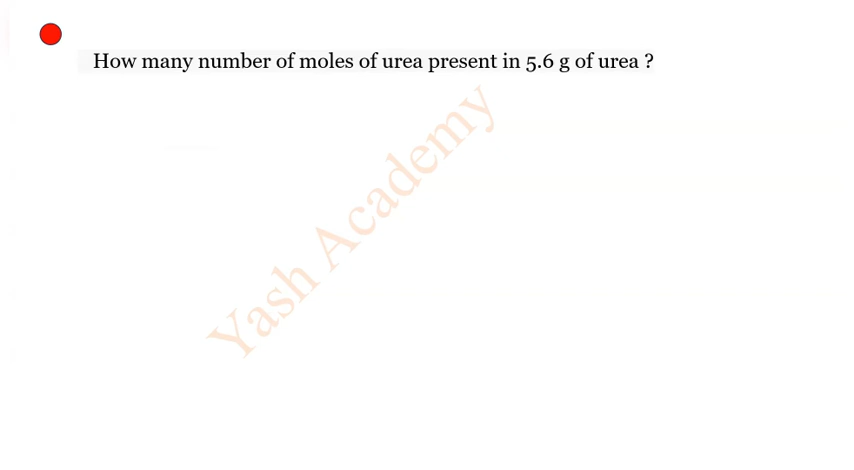 How many number of moles of urea present in 5.6 g of urea ?
Yash Academy